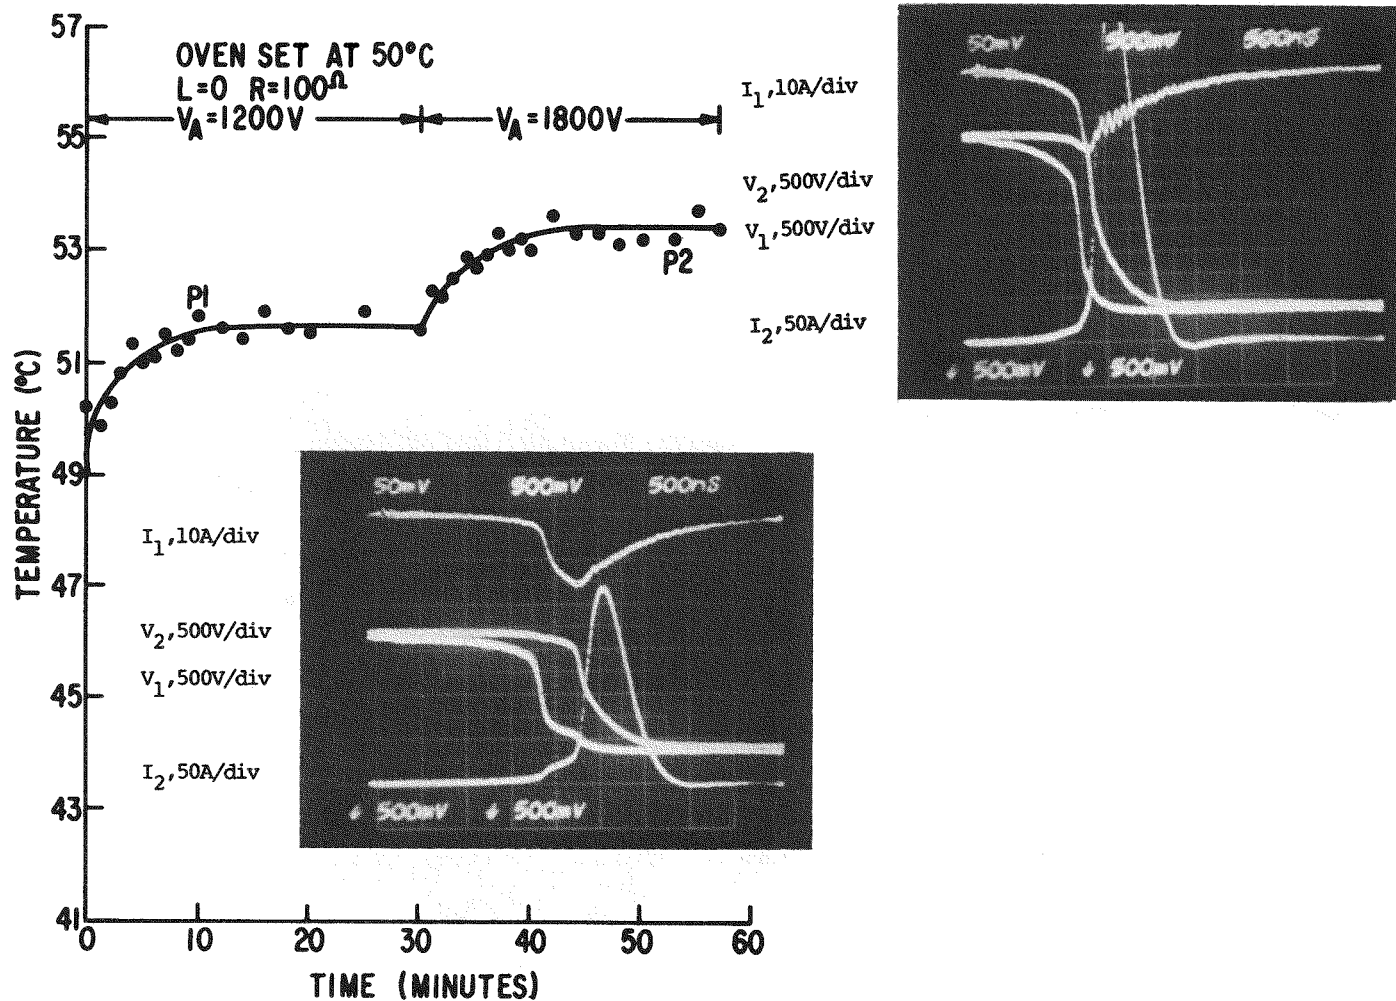 57
55
53
51
49
47
45
43
41
TEMPERATURE (°C)
OVEN SET AT 50°C
L=0 R=100Ω
V_A=1200V
V_A=1800V
P1
P2
0 10 20 30 40 50 60
TIME (MINUTES)
I₁,10A/div
V₂,500V/div
V₁,500V/div
I₂,50A/div
50mV 500mV 500nS
↓ 500mV ↓ 500mV
I₁,10A/div
V₂,500V/div
V₁,500V/div
I₂,50A/div
50mV 500mV 500nS
↓ 500mV ↓ 500mV